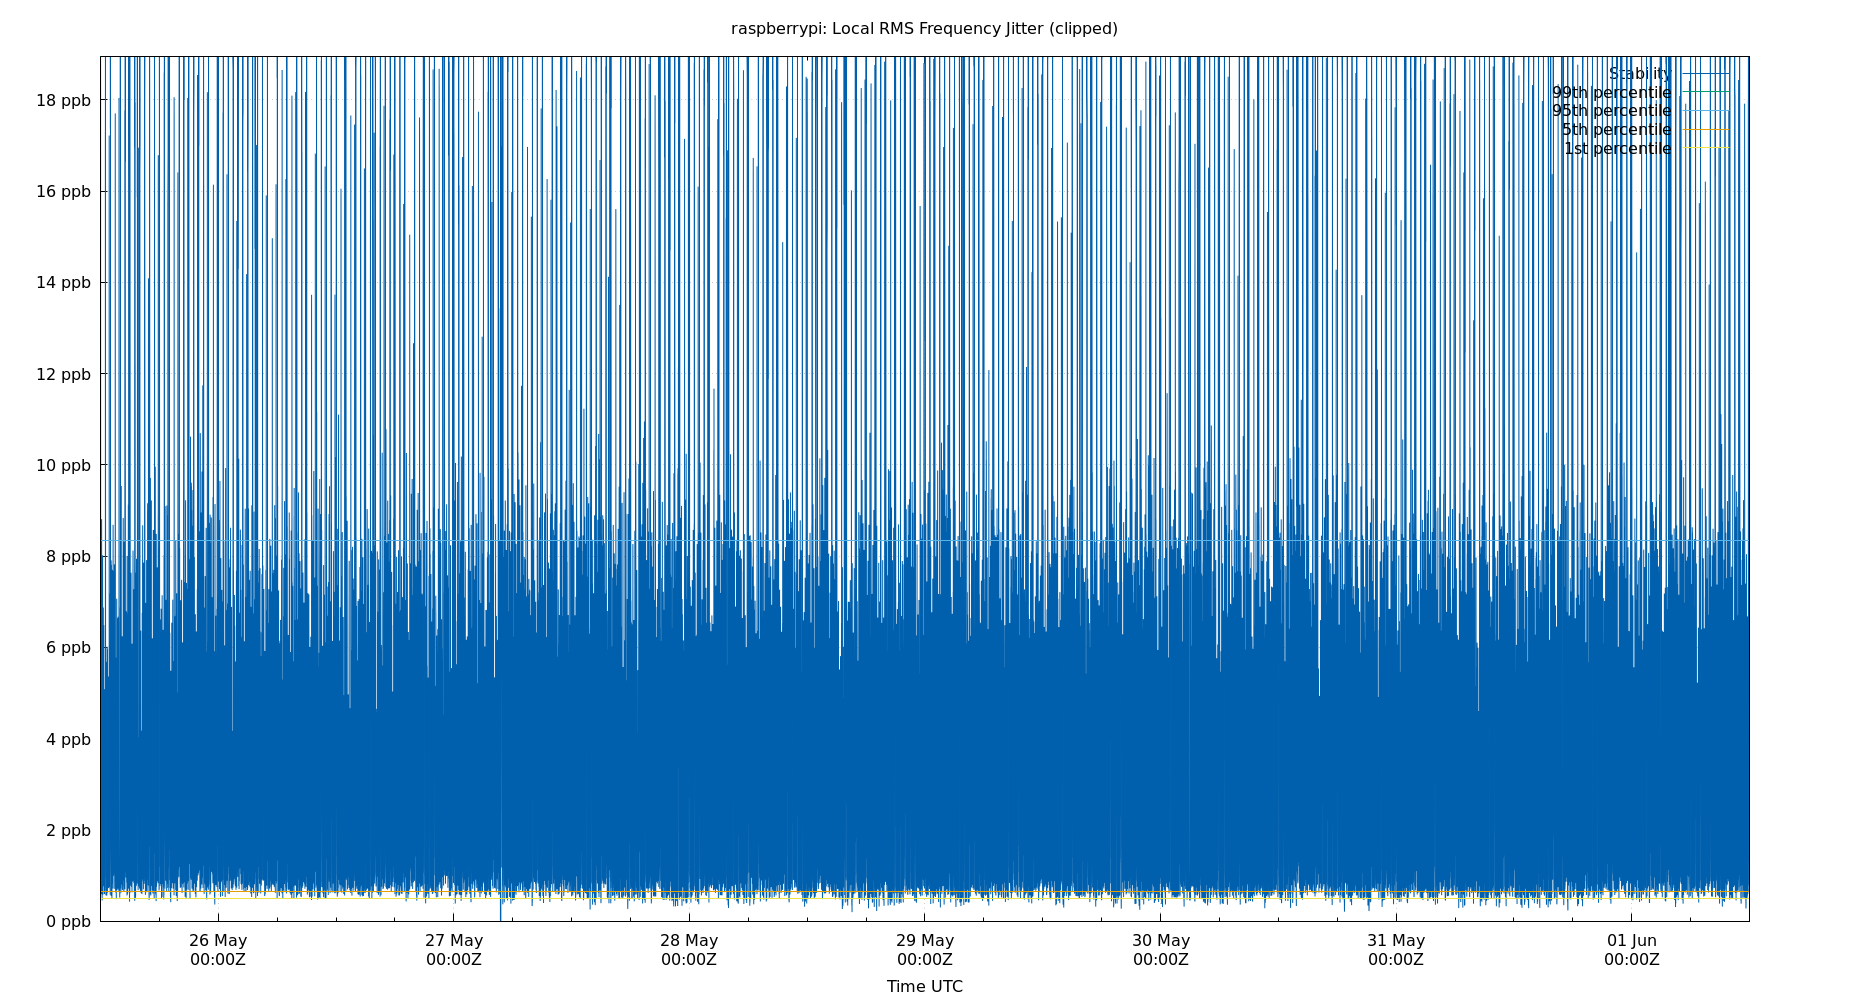 raspberrypi: Local RMS Frequency Jitter (clipped)
Stability
99th percentile
95th percentile
5th percentile
1st percentile
18 ppb
16 ppb
14 ppb
12 ppb
10 ppb
8 ppb
6 ppb
4 ppb
2 ppb
0 ppb
26 May
00:00Z
27 May
00:00Z
28 May
00:00Z
29 May
00:00Z
30 May
00:00Z
31 May
00:00Z
01 Jun
00:00Z
Time UTC